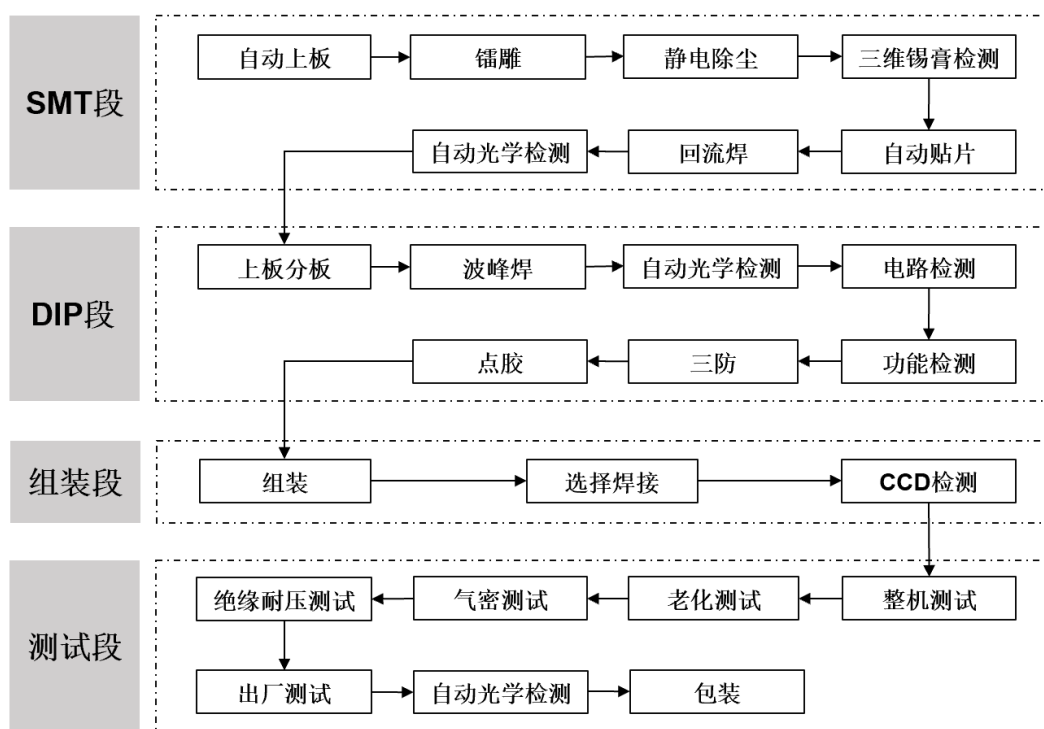 SMT段
自动上板
镭雕
静电除尘
三维锡膏检测
自动贴片
回流焊
自动光学检测
DIP段
上板分板
波峰焊
自动光学检测
电路检测
功能检测
三防
点胶
组装段
组装
选择焊接
CCD检测
测试段
整机测试
老化测试
气密测试
绝缘耐压测试
出厂测试
自动光学检测
包装